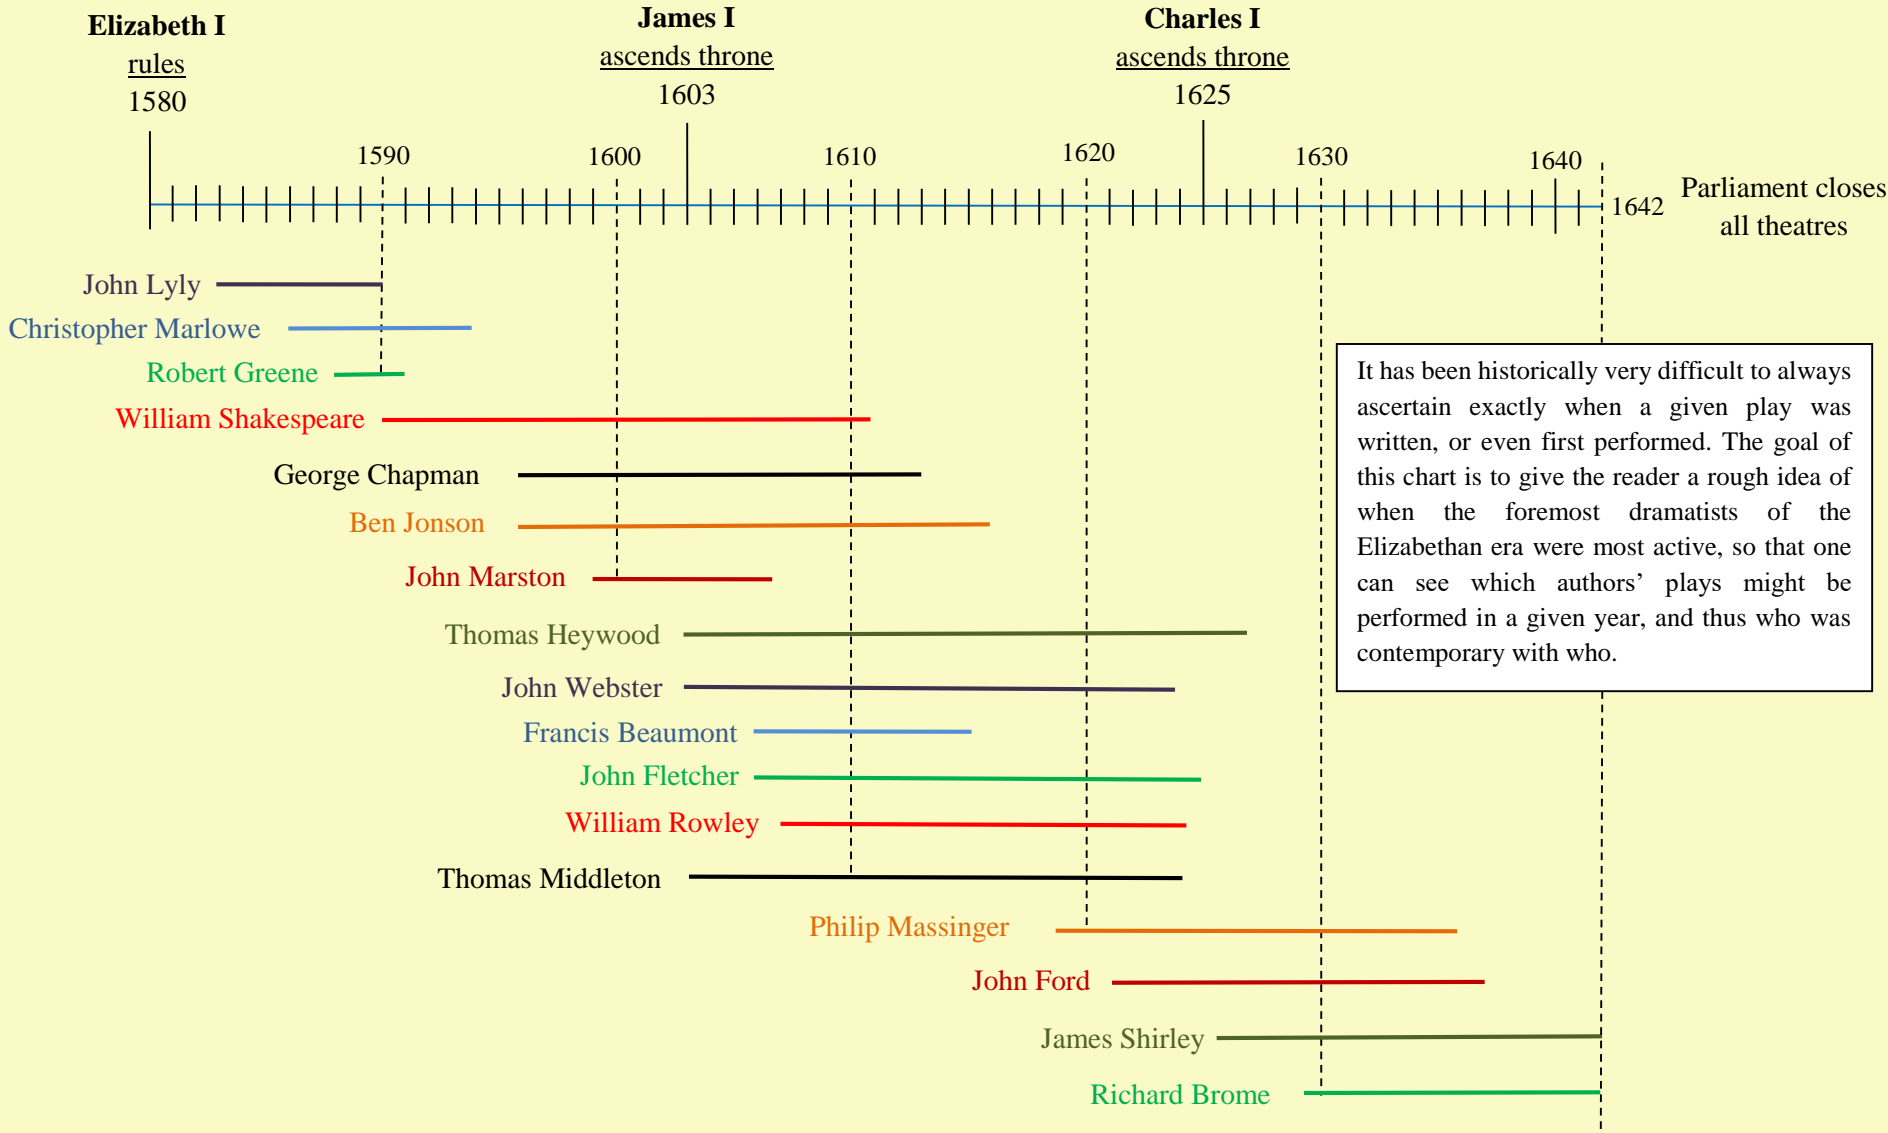 Elizabeth I
rules
1580
James I
ascends throne
1603
Charles I
ascends throne
1625
1590
1600
1610
1620
1630
1640
1642
Parliament closes
all theatres
John Lyly
Christopher Marlowe
Robert Greene
William Shakespeare
George Chapman
Ben Jonson
John Marston
Thomas Heywood
John Webster
Francis Beaumont
John Fletcher
William Rowley
Thomas Middleton
Philip Massinger
John Ford
James Shirley
Richard Brome
It has been historically very difficult to always
ascertain exactly when a given play was
written, or even first performed. The goal of
this chart is to give the reader a rough idea of
when the foremost dramatists of the
Elizabethan era were most active, so that one
can see which authors’ plays might be
performed in a given year, and thus who was
contemporary with who.